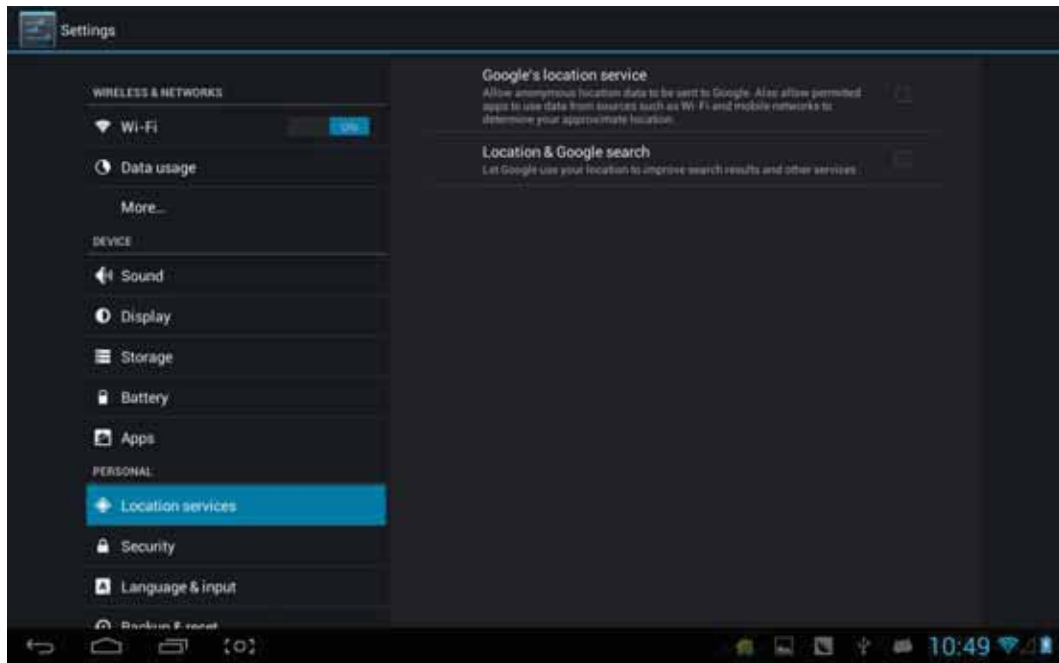 Settings
WIRELESS & NETWORKS
Wi-Fi
ON
Data usage
More...
DEVICE
Sound
Display
Storage
Battery
Apps
PERSONAL
Location services
Security
Language & input
Backup & reset
Google's location service
Allow anonymous location data to be sent to Google. Also allow permitted
apps to use data from sources such as Wi-Fi and mobile networks to
determine your approximate location.
Location & Google search
Let Google use your location to improve search results and other services
10:49